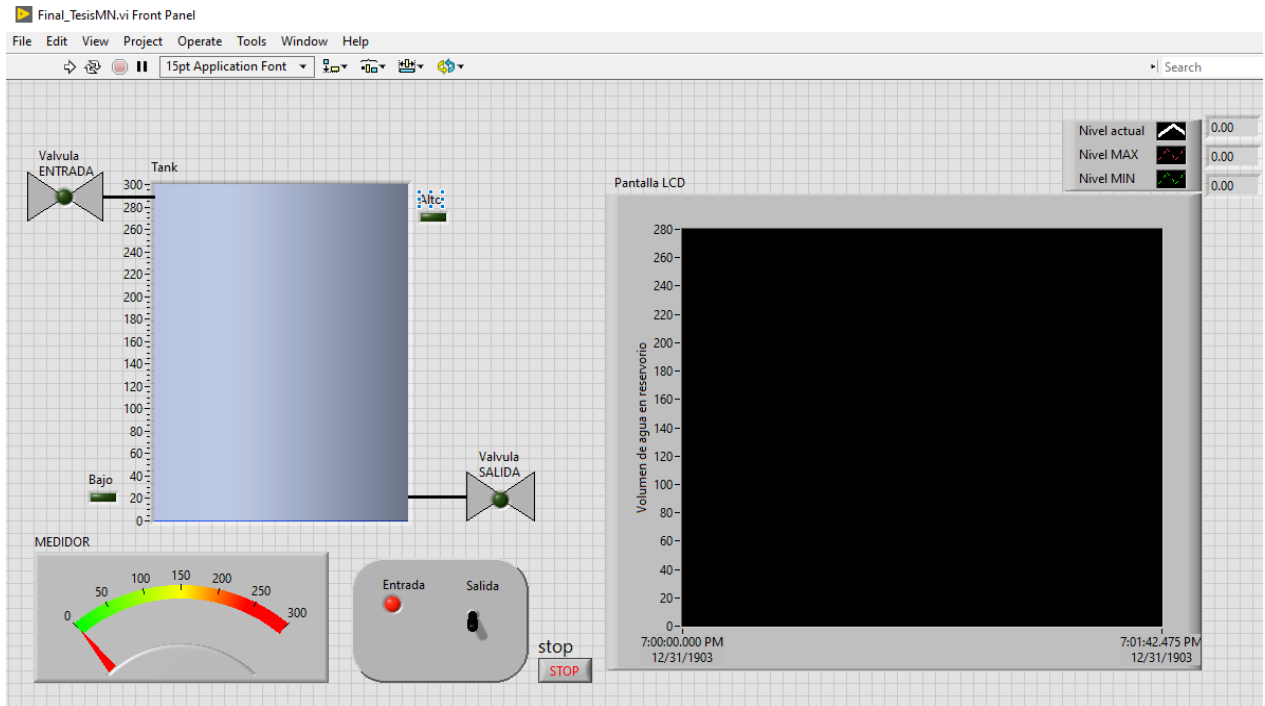 Final_TesisMN.vi Front Panel
File Edit View Project Operate Tools Window Help
15pt Application Font
Search
Nivel actual 0.00
Nivel MAX 0.00
Nivel MIN 0.00
Valvula
ENTRADA
Tank
300
280
260
240
220
200
180
160
140
120
100
80
60
40
20
0
Alto
Bajo
Valvula
SALIDA
Pantalla LCD
Volumen de agua en reservorio
280
260
240
220
200
180
160
140
120
100
80
60
40
20
0
7:00:00.000 PM
12/31/1903
7:01:42.475 PM
12/31/1903
MEDIDOR
0 50 100 150 200 250 300
Entrada
Salida
stop
STOP